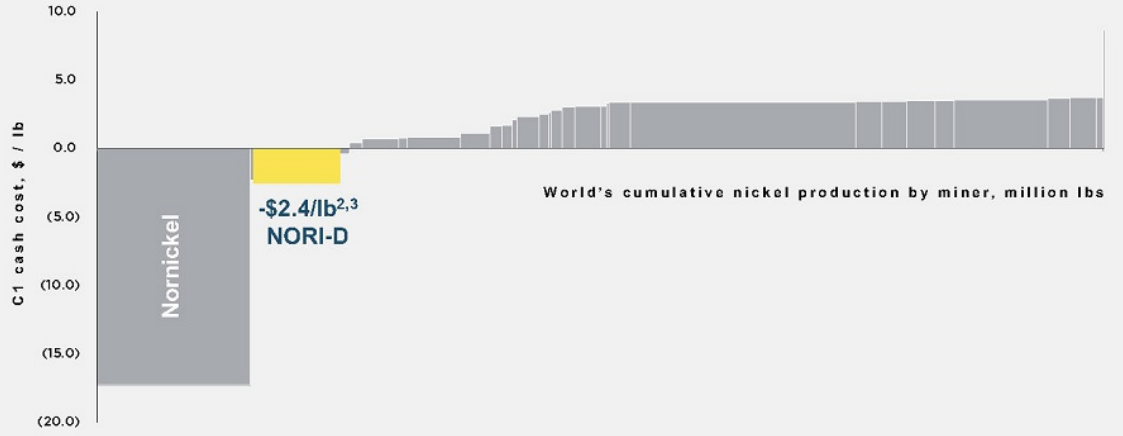 10.0
5.0
0.0
(5.0)
(10.0)
(15.0)
(20.0)
C1 cash cost, $ / lb
Nornickel
-$2.4/lb2,3
NORI-D
World's cumulative nickel production by miner, million lbs